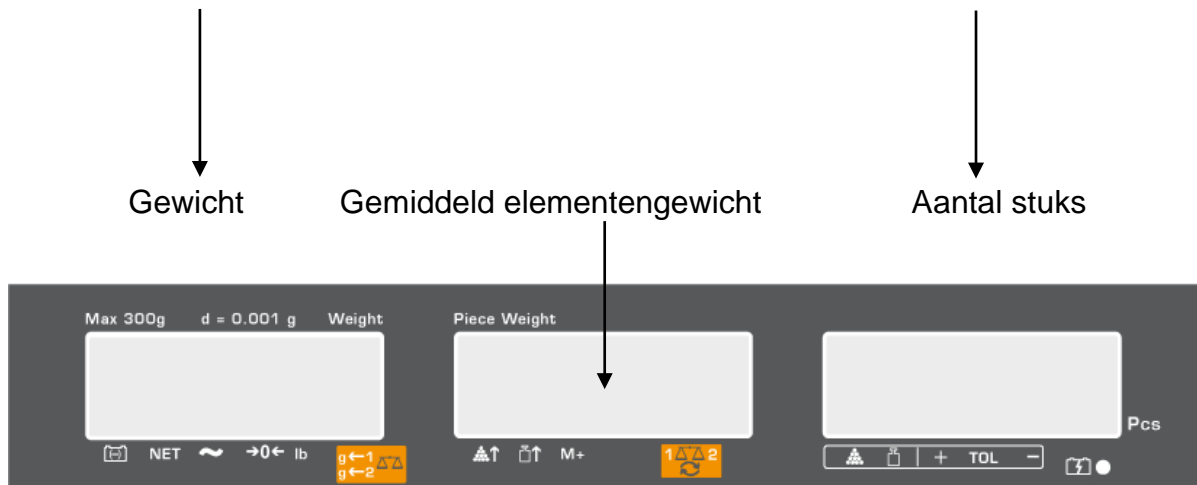 Gewicht Gemiddeld elementengewicht Aantal stuks
Max 300g d = 0.001 g Weight Piece Weight
Pcs
NET →0← lb g←1 M+ 1 2 + TOL −
g←2